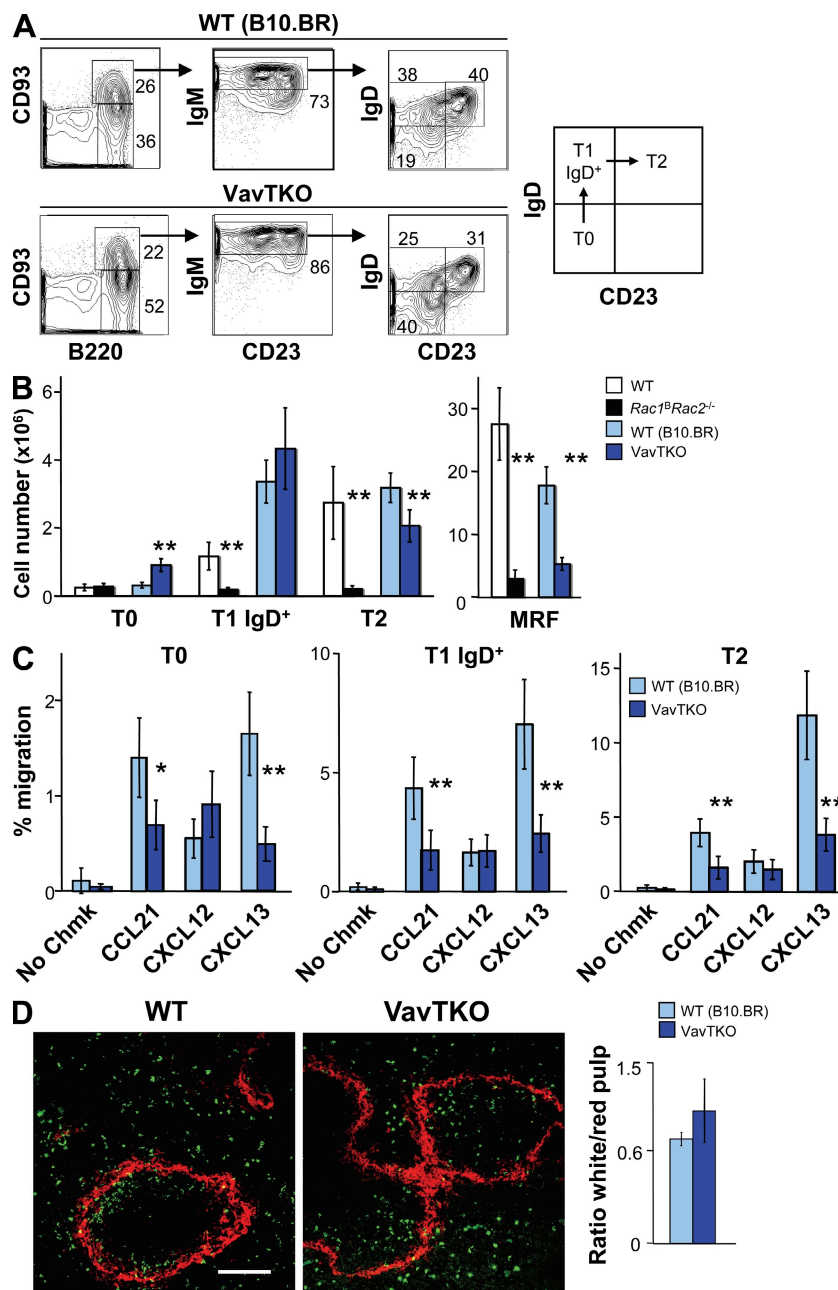 A
WT (B10.BR)
CD93
26
36
IgM
73
IgD
38
40
19
VavTKO
CD93
22
52
B220
IgM
86
CD23
IgD
25
31
40
CD23
IgD
T1
IgD⁺
T2
T0
CD23
B
Cell number (x10⁶)
6
4
2
0
**
**
**
**
T0
T1 IgD⁺
T2
30
20
10
0
**
**
MRF
WT
Rac1ᴮRac2⁻/⁻
WT (B10.BR)
VavTKO
C
% migration
T0
2
1
0
*
**
No Chmk
CCL21
CXCL12
CXCL13
T1 IgD⁺
10
5
0
**
**
No Chmk
CCL21
CXCL12
CXCL13
T2
WT (B10.BR)
VavTKO
15
10
5
0
**
**
No Chmk
CCL21
CXCL12
CXCL13
D
WT
VavTKO
WT (B10.BR)
VavTKO
Ratio white/red pulp
1.5
0.6
0